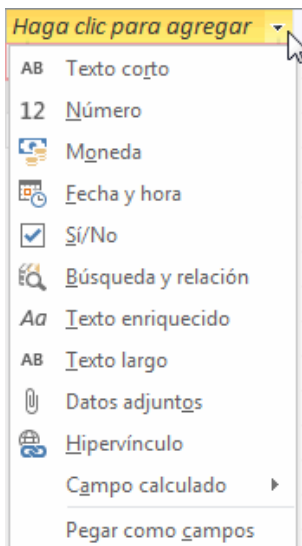 Haga clic para agregar
AB Texto corto
12 Número
Moneda
Fecha y hora
Sí/No
Búsqueda y relación
Aa Texto enriquecido
AB Texto largo
Datos adjuntos
Hipervínculo
Campo calculado
Pegar como campos